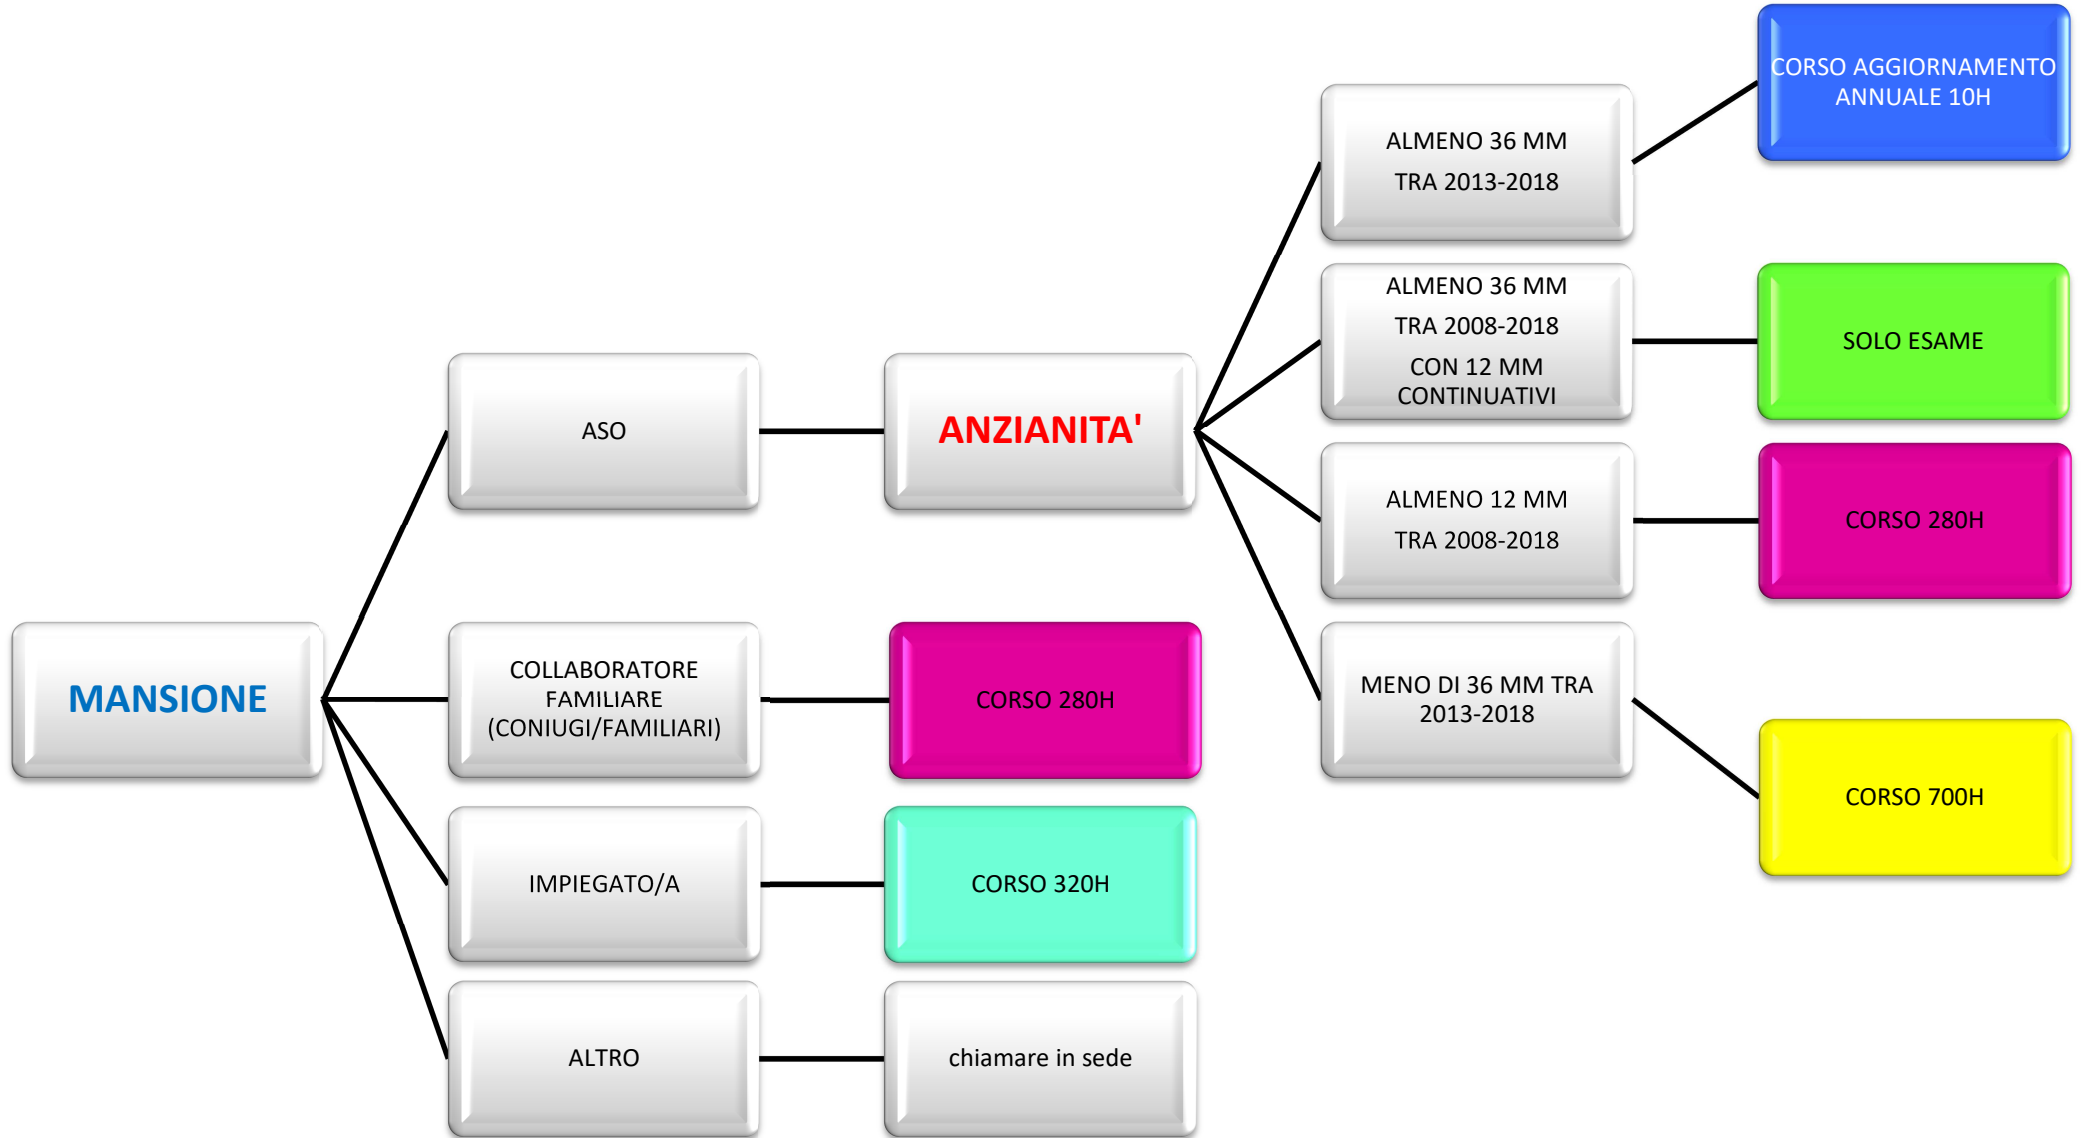 MANSIONE
ASO
ANZIANITA'
ALMENO 36 MM
TRA 2013-2018
CORSO AGGIORNAMENTO
ANNUALE 10H
ALMENO 36 MM
TRA 2008-2018
CON 12 MM
CONTINUATIVI
SOLO ESAME
ALMENO 12 MM
TRA 2008-2018
CORSO 280H
MENO DI 36 MM TRA
2013-2018
CORSO 700H
COLLABORATORE
FAMILIARE
(CONIUGI/FAMILIARI)
CORSO 280H
IMPIEGATO/A
CORSO 320H
ALTRO
chiamare in sede